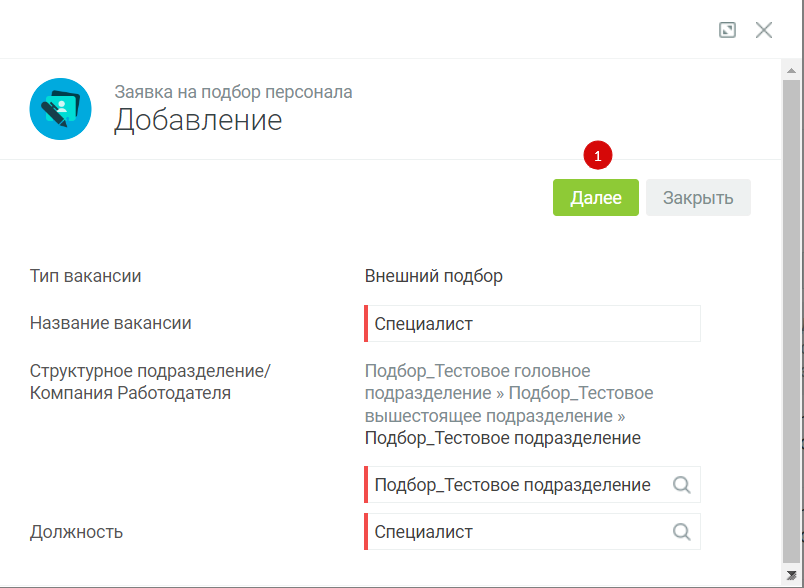 Заявка на подбор персонала
Добавление
1
Далее Закрыть
Тип вакансии Внешний подбор
Название вакансии Специалист
Структурное подразделение/
Компания Работодателя
Подбор_Тестовое головное
подразделение » Подбор_Тестовое
вышестоящее подразделение »
Подбор_Тестовое подразделение
Подбор_Тестовое подразделение
Должность Специалист